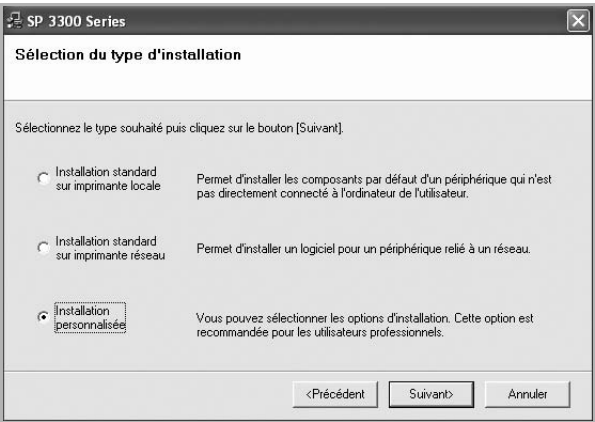 SP 3300 Series
Sélection du type d'installation
Sélectionnez le type souhaité puis cliquez sur le bouton [Suivant].
Installation standard
sur imprimante locale
Permet d'installer les composants par défaut d'un périphérique qui n'est
pas directement connecté à l'ordinateur de l'utilisateur.
Installation standard
sur imprimante réseau
Permet d'installer un logiciel pour un périphérique relié à un réseau.
Installation
personnalisée
Vous pouvez sélectionner les options d'installation. Cette option est
recommandée pour les utilisateurs professionnels.
<Précédent Suivant> Annuler